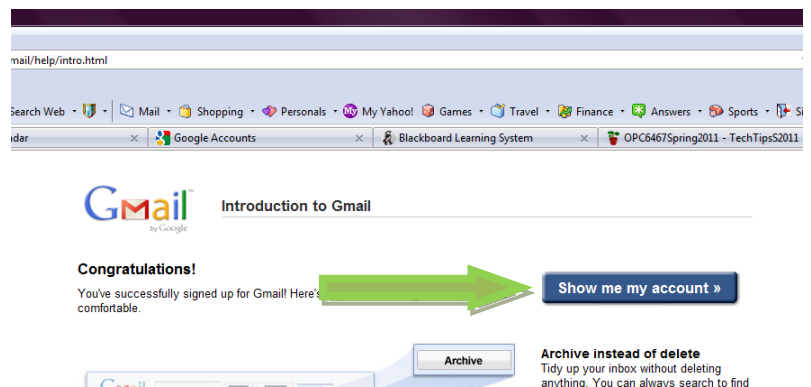 mail/help/intro.html
Search Web Mail Shopping Personals My Yahoo! Games Travel Finance Answers Sports
dar Google Accounts Blackboard Learning System OPC6467Spring2011 - TechTipsS2011
Gmail
by Google
Introduction to Gmail
Congratulations!
You've successfully signed up for Gmail! Here's
comfortable.
Show me my account »
Archive
Archive instead of delete
Tidy up your inbox without deleting
anything. You can always search to find
Gmail